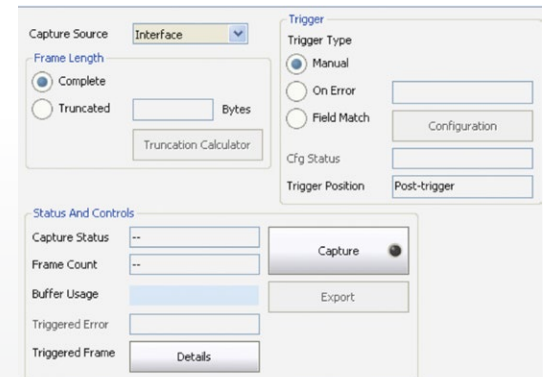 Capture Source Interface
Frame Length
Complete
Truncated Bytes
Truncation Calculator
Trigger
Trigger Type
Manual
On Error
Field Match Configuration
Cfg Status
Trigger Position Post-trigger
Status And Controls
Capture Status --
Frame Count --
Buffer Usage
Triggered Error
Triggered Frame Details
Capture
Export